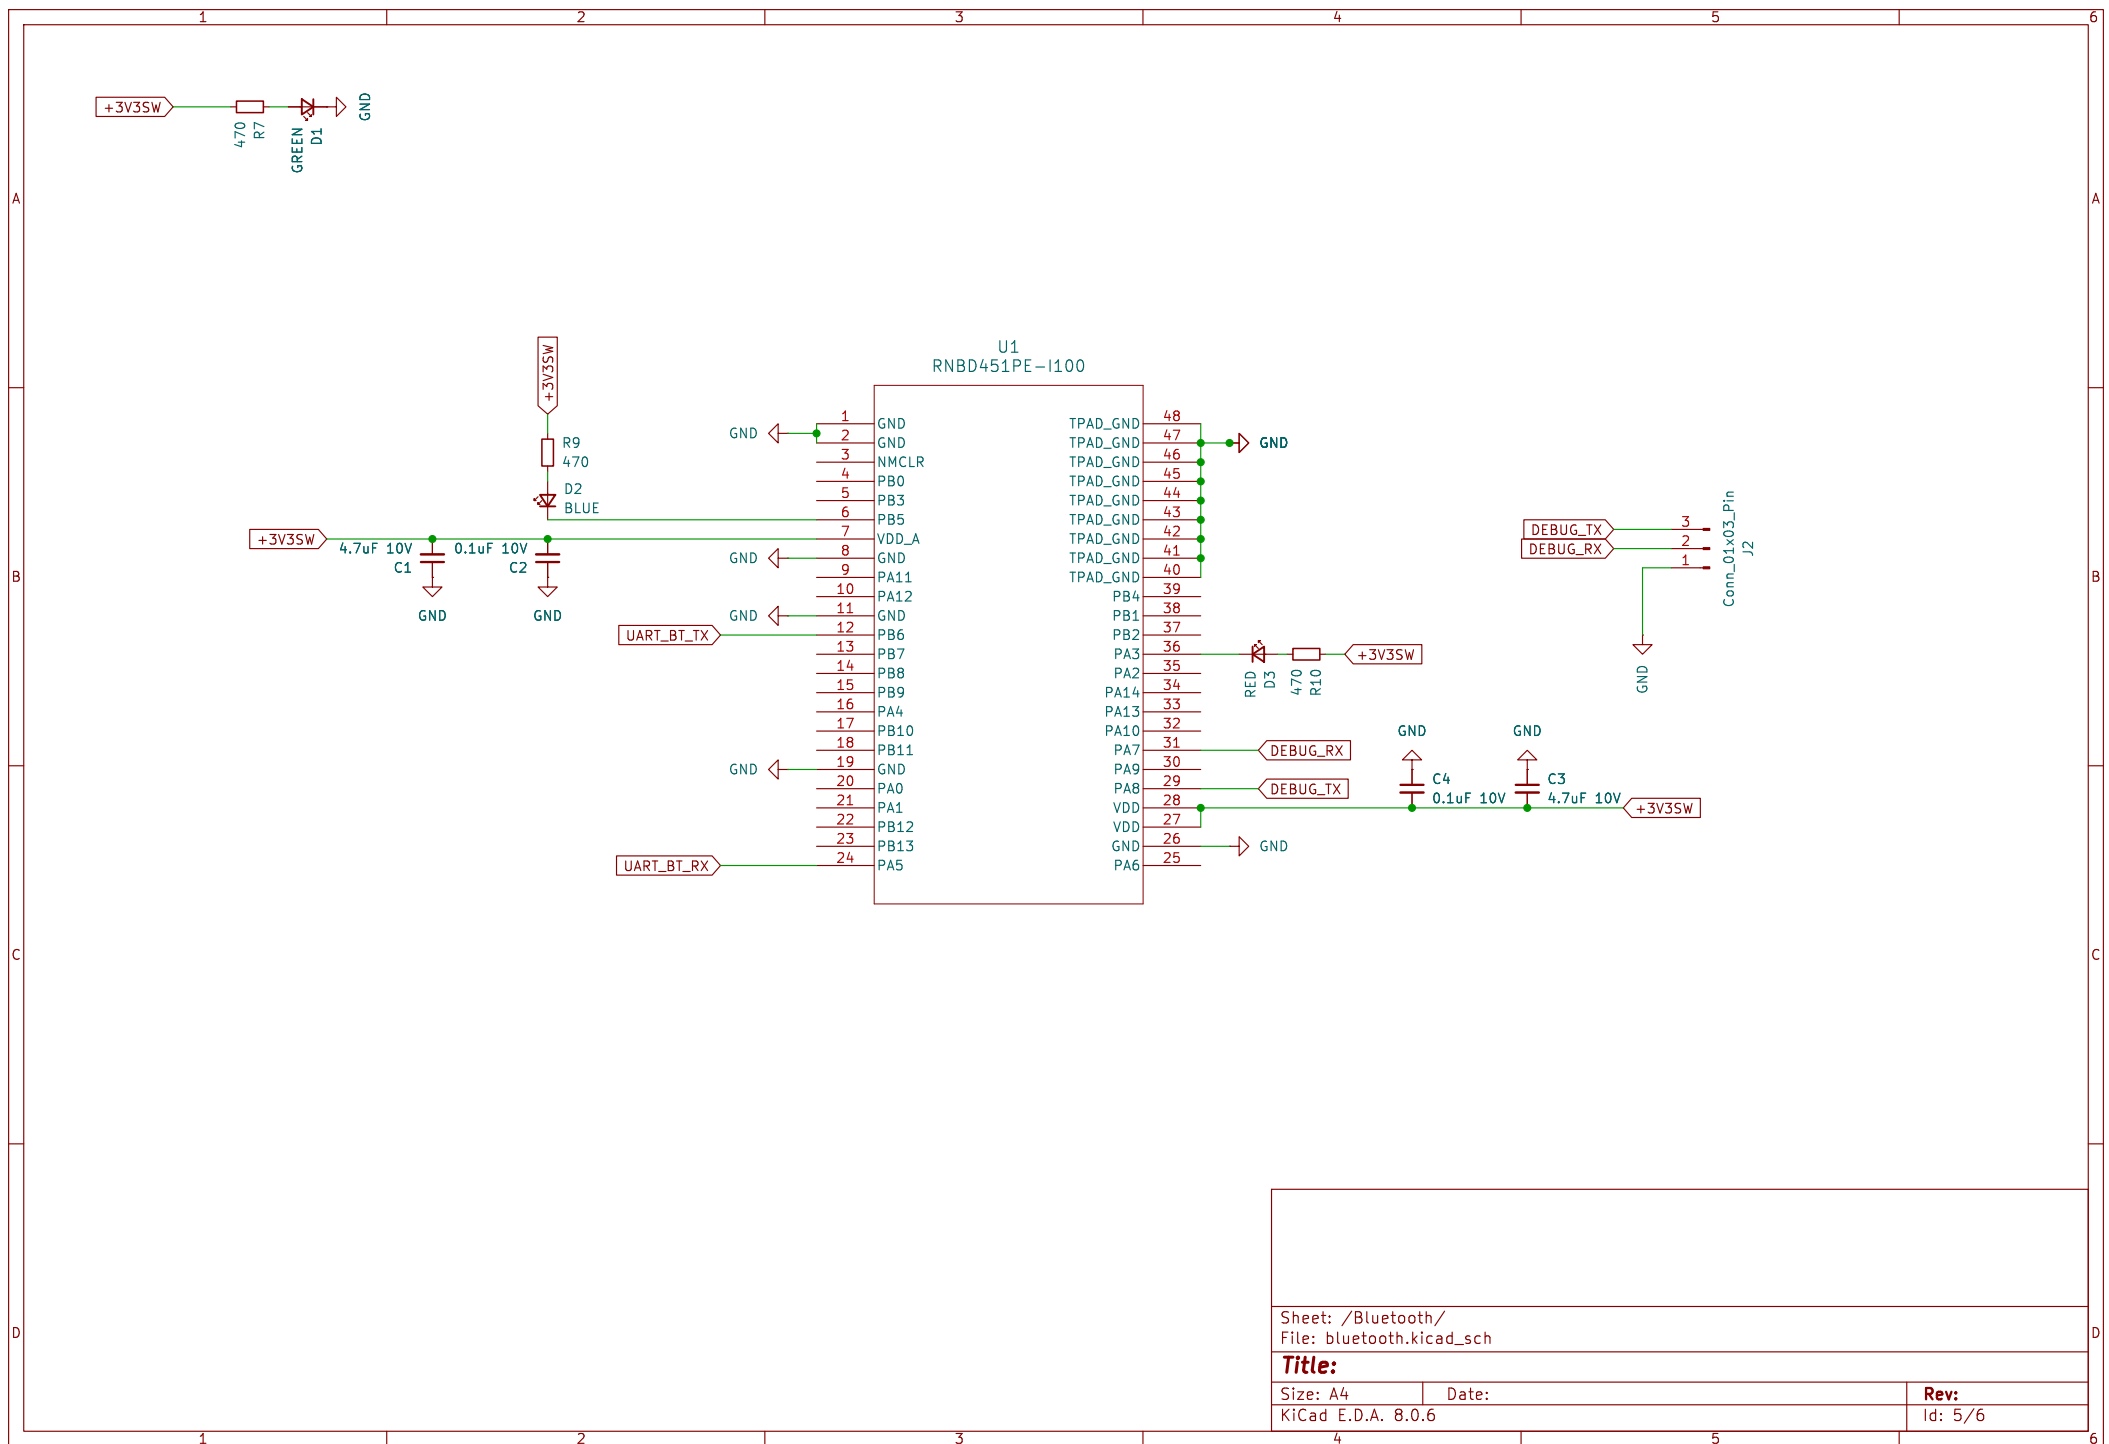 1 2 3 4 5 6
+3V3SW
470
R7
GREEN
D1
GND
A
A
+3V3SW
R9
470
D2
BLUE
+3V3SW
4.7uF 10V
C1
GND
0.1uF 10V
C2
GND
U1
RNBD451PE-I100
GND
GND
GND
GND
UART_BT_TX
UART_BT_RX
1 GND
2 GND
3 NMCLR
4 PB0
5 PB3
6 PB5
7 VDD_A
8 GND
9 PA11
10 PA12
11 GND
12 PB6
13 PB7
14 PB8
15 PB9
16 PA4
17 PB10
18 PB11
19 GND
20 PA0
21 PA1
22 PB12
23 PB13
24 PA5
TPAD_GND 48
TPAD_GND 47
TPAD_GND 46
TPAD_GND 45
TPAD_GND 44
TPAD_GND 43
TPAD_GND 42
TPAD_GND 41
TPAD_GND 40
PB4 39
PB1 38
PB2 37
PA3 36
PA2 35
PA14 34
PA13 33
PA10 32
PA7 31
PA9 30
PA8 29
VDD 28
VDD 27
GND 26
PA6 25
GND
RED
D3
470
R10
+3V3SW
DEBUG_RX
DEBUG_TX
GND
C4
0.1uF 10V
GND
C3
4.7uF 10V
+3V3SW
GND
DEBUG_TX
DEBUG_RX
3
2
1
Conn_01x03_Pin
J2
GND
B
B
C
C
D
D
Sheet: /Bluetooth/
File: bluetooth.kicad_sch
Title:
Size: A4 Date: Rev:
KiCad E.D.A. 8.0.6 Id: 5/6
1 2 3 4 5 6